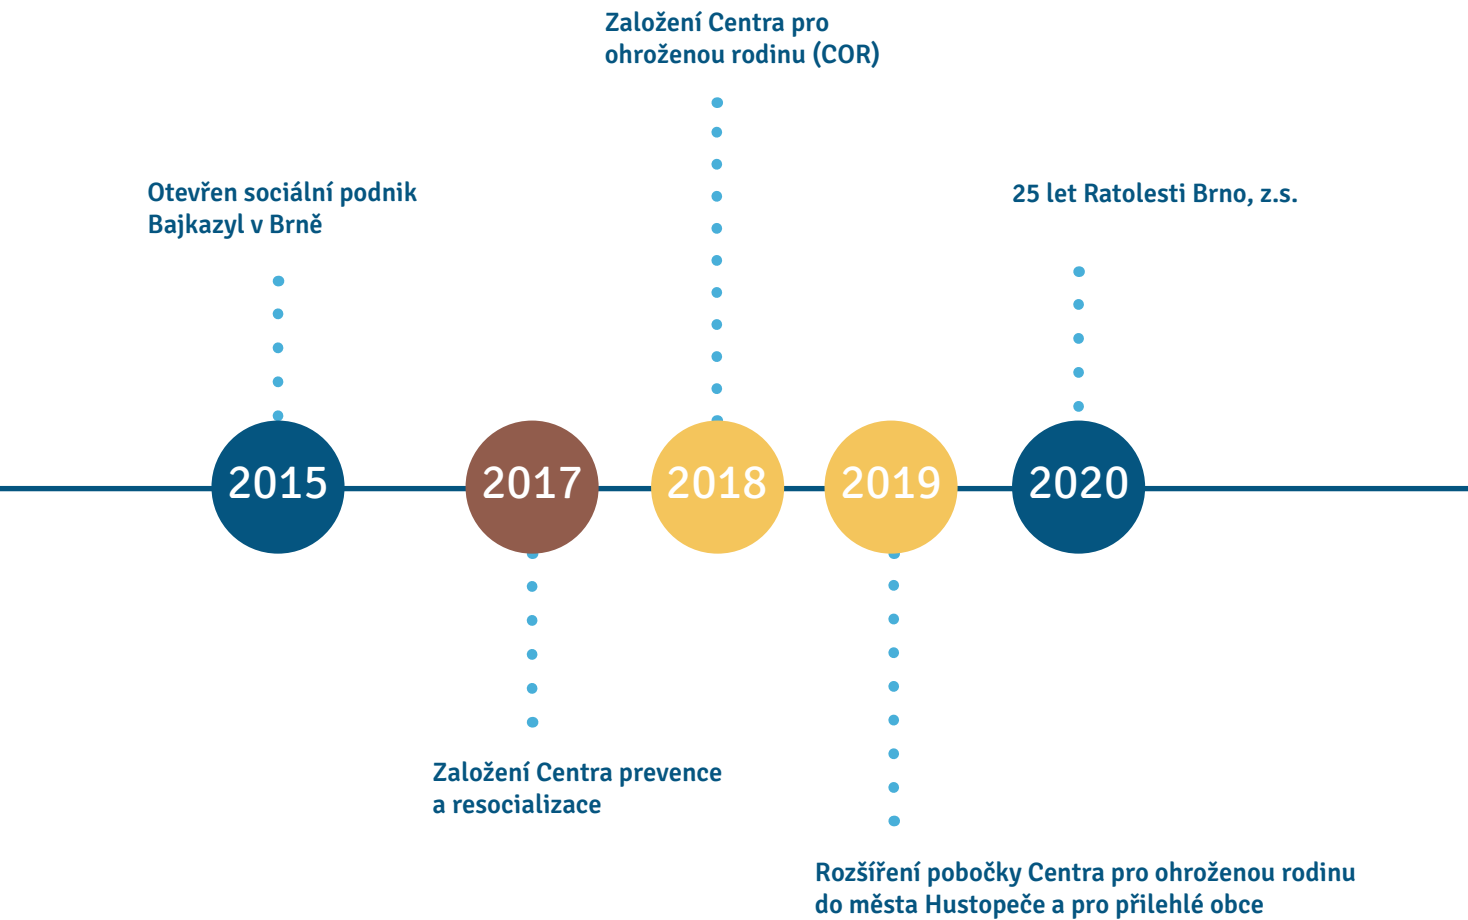 Založení Centra pro
ohroženou rodinu (COR)
Otevřen sociální podnik
Bajkazyl v Brně
25 let Ratolesti Brno, z.s.
2015
2017
2018
2019
2020
Založení Centra prevence
a resocializace
Rozšíření pobočky Centra pro ohroženou rodinu
do města Hustopeče a pro přilehlé obce